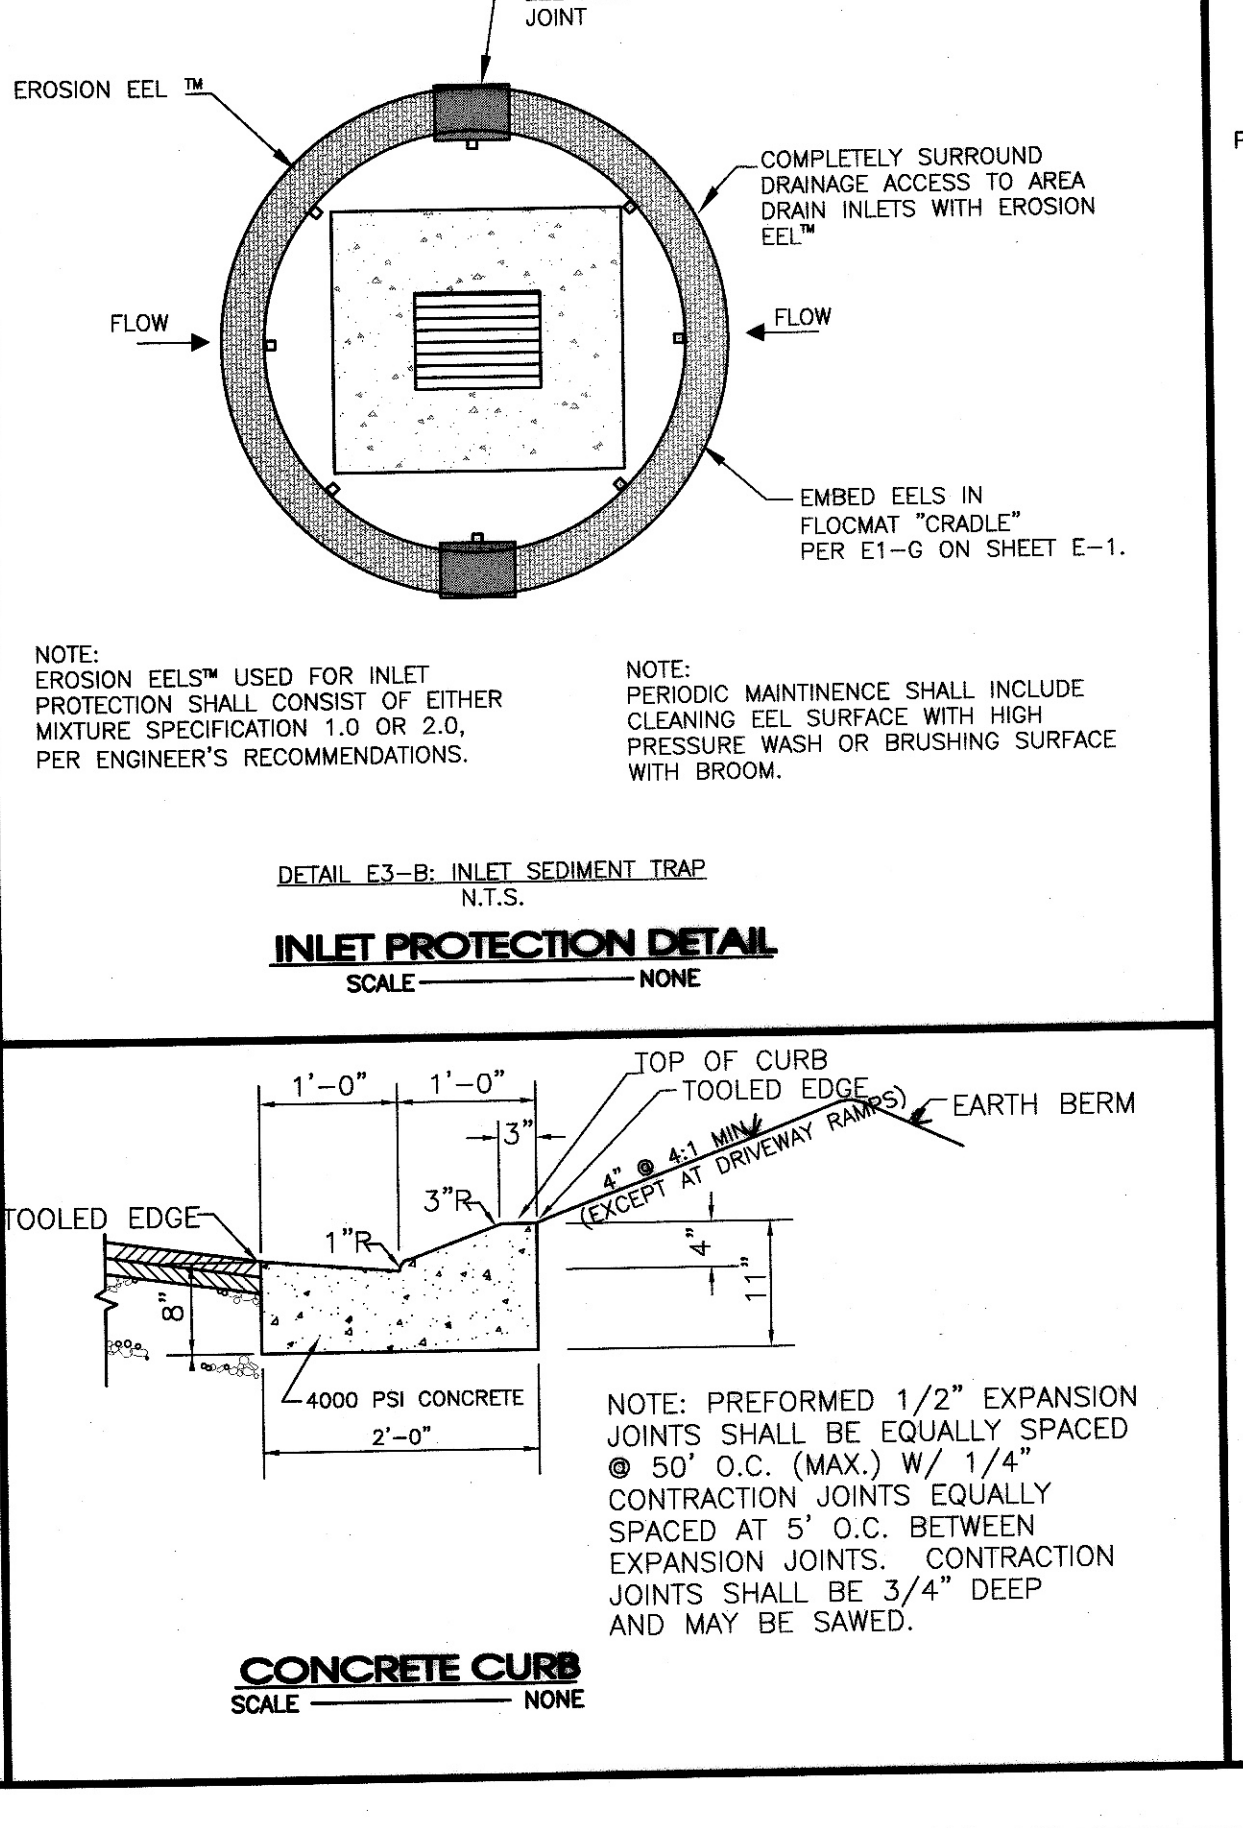 JOINT
EROSION EEL ™
COMPLETELY SURROUND
DRAINAGE ACCESS TO AREA
DRAIN INLETS WITH EROSION
EEL™
FLOW
FLOW
EMBED EELS IN
FLOCMAT "CRADLE"
PER E1-G ON SHEET E-1.
NOTE:
EROSION EELS™ USED FOR INLET
PROTECTION SHALL CONSIST OF EITHER
MIXTURE SPECIFICATION 1.0 OR 2.0,
PER ENGINEER'S RECOMMENDATIONS.
NOTE:
PERIODIC MAINTINENCE SHALL INCLUDE
CLEANING EEL SURFACE WITH HIGH
PRESSURE WASH OR BRUSHING SURFACE
WITH BROOM.
DETAIL E3-B: INLET SEDIMENT TRAP
N.T.S.
INLET PROTECTION DETAIL
SCALE NONE
TOP OF CURB
TOOLED EDGE
1'-0"
1'-0"
3"
EARTH BERM
4" @ 4:1 MIN
(EXCEPT AT DRIVEWAY RAMPS)
3"R
1"R
TOOLED EDGE
4"
11"
8"
4000 PSI CONCRETE
2'-0"
NOTE: PREFORMED 1/2" EXPANSION
JOINTS SHALL BE EQUALLY SPACED
@ 50' O.C. (MAX.) W/ 1/4"
CONTRACTION JOINTS EQUALLY
SPACED AT 5' O.C. BETWEEN
EXPANSION JOINTS. CONTRACTION
JOINTS SHALL BE 3/4" DEEP
AND MAY BE SAWED.
CONCRETE CURB
SCALE NONE